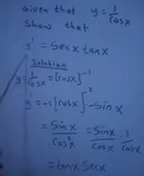 Given that y = 1/Cosx
Show that
y' = Secx tanx
Solution
y = 1/Cosx = [Cosx]^-1
y' = -1 [Cosx]^-2 - Sinx
= Sinx/Cos²x = Sinx/Cosx · 1/Cosx
= tanx Secx